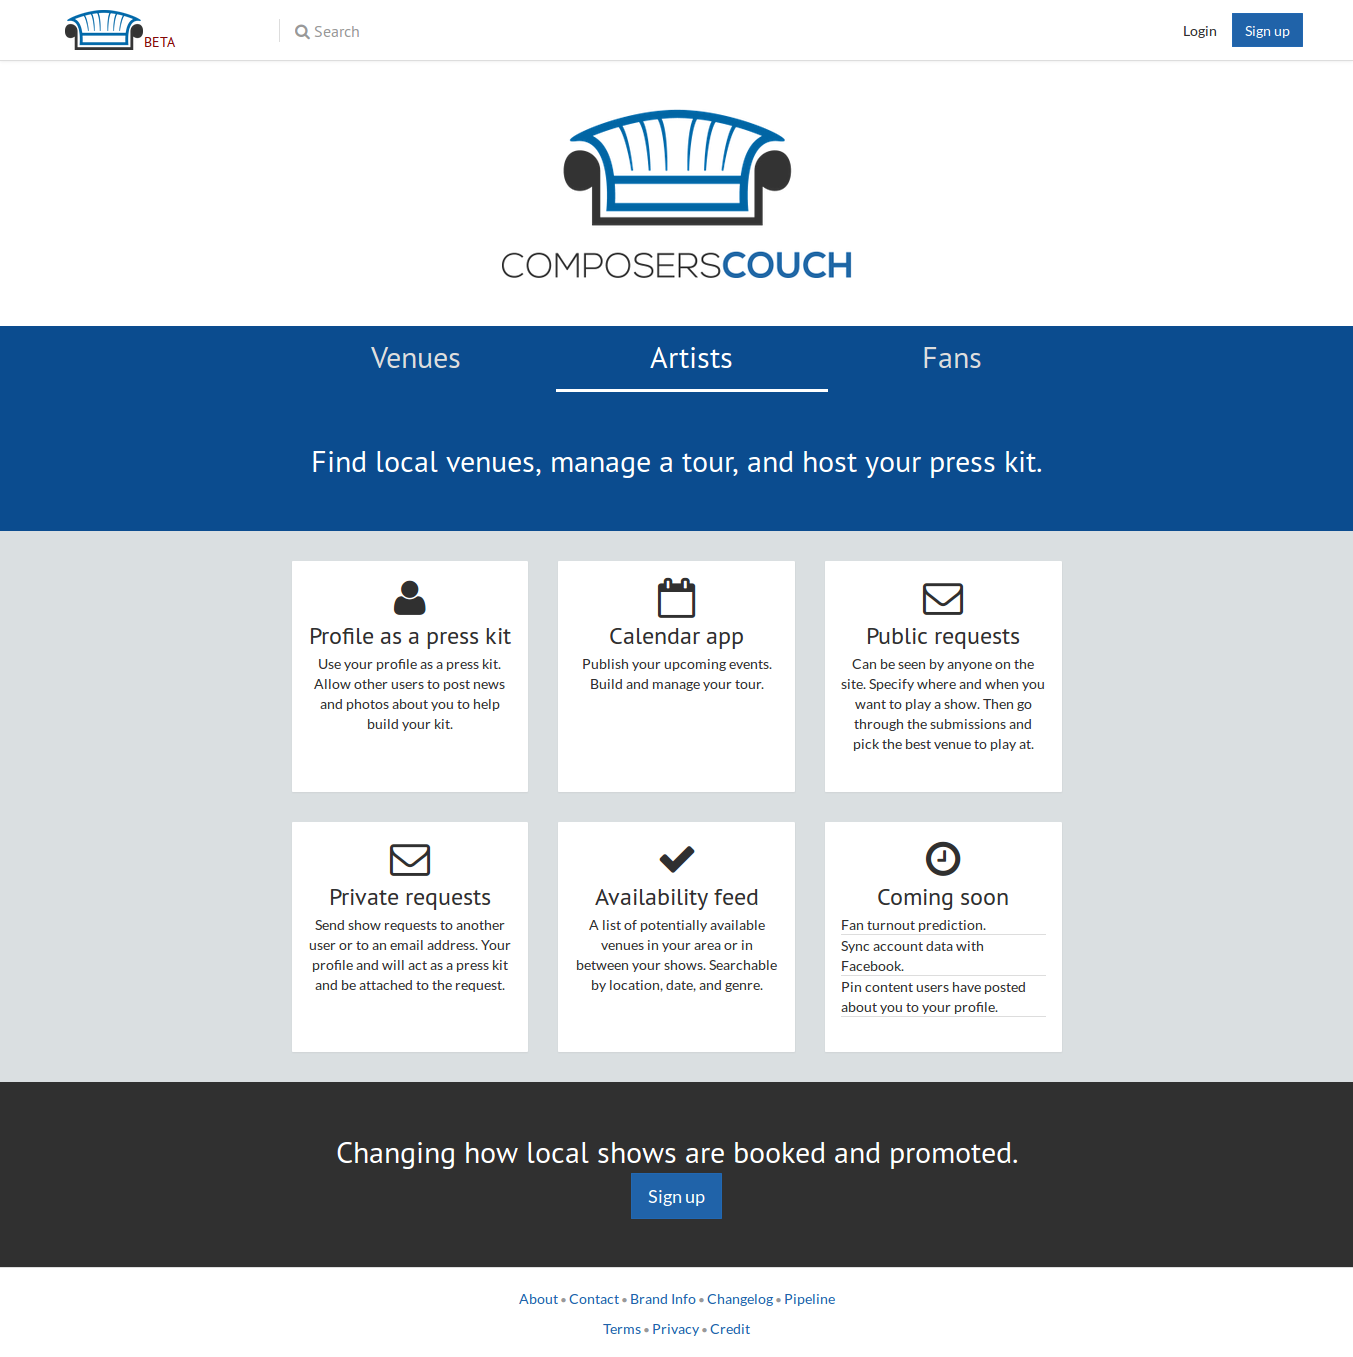 BETA
Search
Login
Sign up
COMPOSERSCOUCH
Venues
Artists
Fans
Find local venues, manage a tour, and host your press kit.
Profile as a press kit
Use your profile as a press kit.
Allow other users to post news
and photos about you to help
build your kit.
Calendar app
Publish your upcoming events.
Build and manage your tour.
Public requests
Can be seen by anyone on the
site. Specify where and when you
want to play a show. Then go
through the submissions and
pick the best venue to play at.
Private requests
Send show requests to another
user or to an email address. Your
profile and will act as a press kit
and be attached to the request.
Availability feed
A list of potentially available
venues in your area or in
between your shows. Searchable
by location, date, and genre.
Coming soon
Fan turnout prediction.
Sync account data with
Facebook.
Pin content users have posted
about you to your profile.
Changing how local shows are booked and promoted.
Sign up
About • Contact • Brand Info • Changelog • Pipeline
Terms • Privacy • Credit